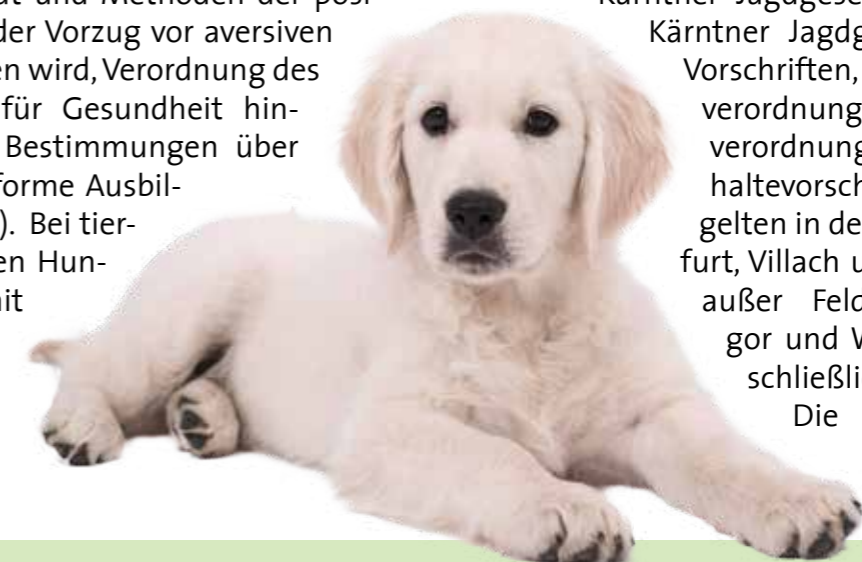 der Vorzug vor aversiven
en wird, Verordnung des
für Gesundheit hin-
Bestimmungen über
forme Ausbil-
). Bei tier-
en Hun-
it
Kärntner Jagdg
Vorschriften,
verordnung
verordnung
haltevorsch
gelten in de
furt, Villach u
außer Feld
gor und W
schließli
Die